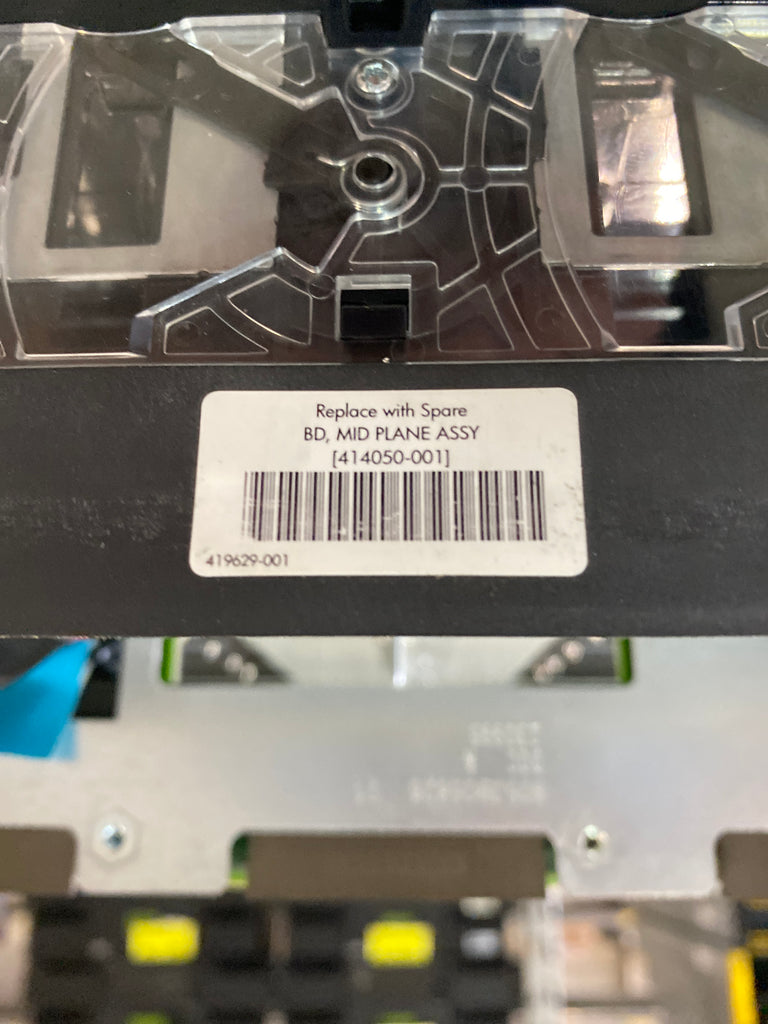 Replace with Spare
BD, MID PLANE ASSY
[414050-001]
419629-001